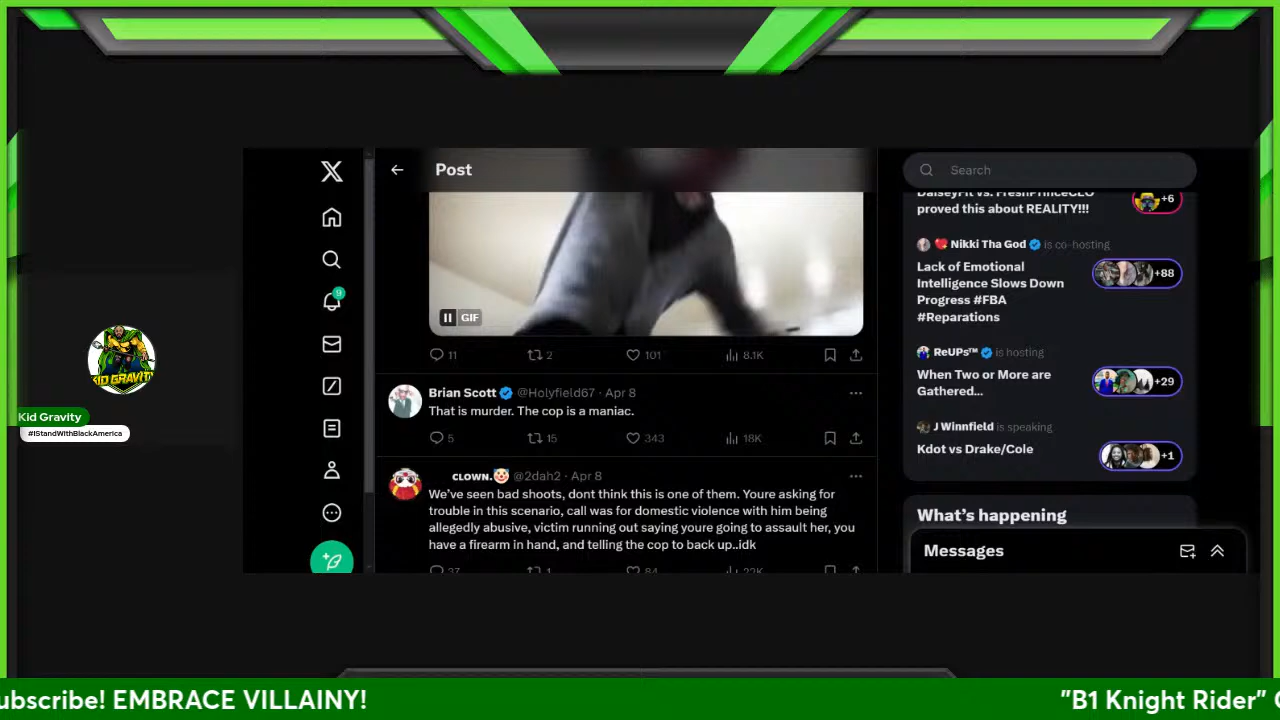 Post
Search
proved this about REALITY!!!
+6
GIF
Nikki Tha God is co-hosting
Lack of Emotional
Intelligence Slows Down
Progress #FBA
#Reparations
+88
11 2 101 8.1K
9
ReUPs™ is hosting
When Two or More are
Gathered...
+29
Brian Scott @Holyfield67 · Apr 8
That is murder. The cop is a maniac.
5 15 343 18K
J Winnfield is speaking
Kdot vs Drake/Cole
+1
CLOWN. @2dah2 · Apr 8
We've seen bad shoots, dont think this is one of them. Youre asking for
trouble in this scenario, call was for domestic violence with him being
allegedly abusive, victim running out saying youre going to assault her, you
have a firearm in hand, and telling the cop to back up..idk
37 1 84 22K
What's happening
Messages
KID GRAVITY
Kid Gravity
#IStandWithBlackAmerica
ubscribe! EMBRACE VILLAINY!
"B1 Knight Rider"